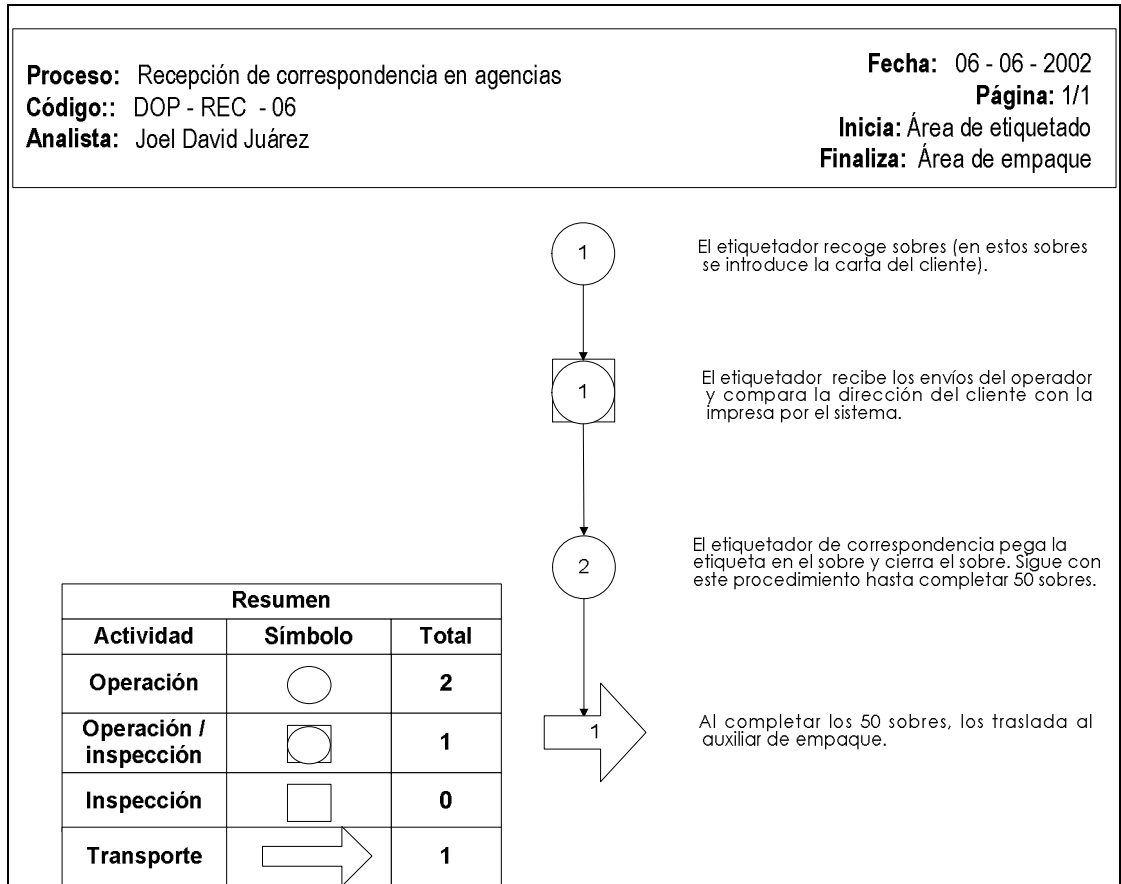 Proceso: Recepción de correspondencia en agencias
Código:: DOP - REC - 06
Analista: Joel David Juárez
Fecha: 06 - 06 - 2002
Página: 1/1
Inicia: Área de etiquetado
Finaliza: Área de empaque
1
El etiquetador recoge sobres (en estos sobres
se introduce la carta del cliente).
1
El etiquetador recibe los envíos del operador
y compara la dirección del cliente con la
impresa por el sistema.
2
El etiquetador de correspondencia pega la
etiqueta en el sobre y cierra el sobre. Sigue con
este procedimiento hasta completar 50 sobres.
1
Al completar los 50 sobres, los traslada al
auxiliar de empaque.
Resumen
Actividad Símbolo Total
Operación 2
Operación /
inspección 1
Inspección 0
Transporte 1